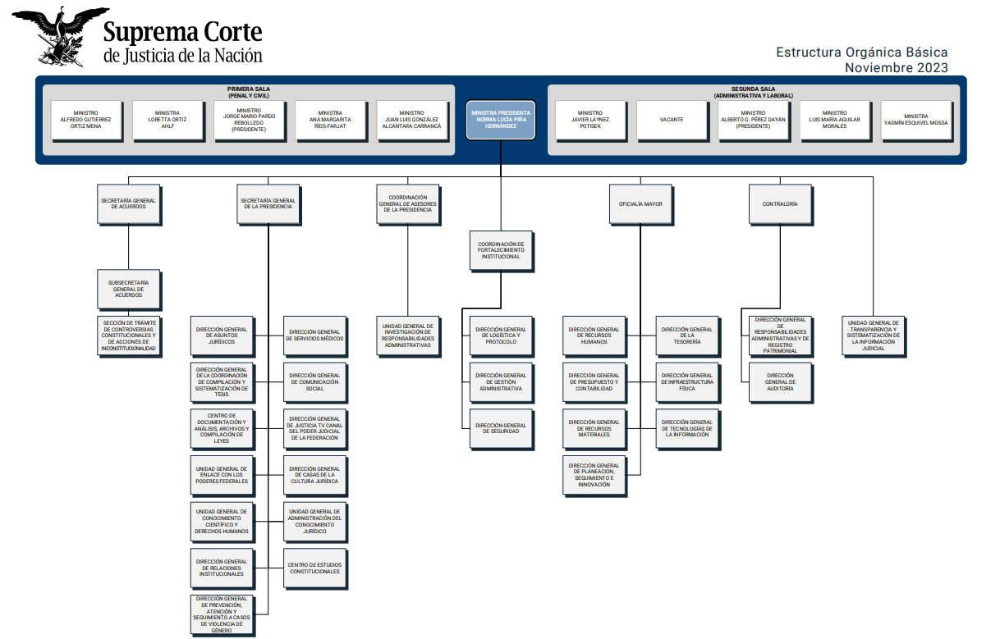 Suprema Corte
de Justicia de la Nación
Estructura Orgánica Básica
Noviembre 2023
PRIMERA SALA
(PENAL Y CIVIL)
MINISTRO
ALFREDO GUTIÉRREZ
ORTIZ MENA
MINISTRA
LORETTA ORTIZ
AHLF
MINISTRO
JORGE MARIO PARDO
REBOLLEDO
(PRESIDENTE)
MINISTRA
ANA MARGARITA
RÍOS-FARJAT
MINISTRO
JUAN LUIS GONZÁLEZ
ALCÁNTARA CARRANCÁ
MINISTRA PRESIDENTA
NORMA LUCÍA PIÑA
HERNÁNDEZ
SEGUNDA SALA
(ADMINISTRATIVA Y LABORAL)
MINISTRO
JAVIER LAYNEZ
POTISEK
VACANTE
MINISTRO
ALBERTO G. PÉREZ DAYÁN
(PRESIDENTE)
MINISTRO
LUIS MARÍA AGUILAR
MORALES
MINISTRA
YASMÍN ESQUIVEL MOSSA
SECRETARÍA GENERAL
DE ACUERDOS
SECRETARÍA GENERAL
DE LA PRESIDENCIA
COORDINACIÓN
GENERAL DE ASESORES
DE LA PRESIDENCIA
OFICIALÍA MAYOR
CONTRALORÍA
COORDINACIÓN DE
FORTALECIMIENTO
INSTITUCIONAL
SUBSECRETARÍA
GENERAL DE
ACUERDOS
SECCIÓN DE TRÁMITE
DE CONTROVERSIAS
CONSTITUCIONALES Y
DE ACCIONES DE
INCONSTITUCIONALIDAD
DIRECCIÓN GENERAL
DE ASUNTOS
JURÍDICOS
DIRECCIÓN GENERAL
DE SERVICIOS MÉDICOS
UNIDAD GENERAL DE
INVESTIGACIÓN DE
RESPONSABILIDADES
ADMINISTRATIVAS
DIRECCIÓN GENERAL
DE LOGÍSTICA Y
PROTOCOLO
DIRECCIÓN GENERAL
DE RECURSOS
HUMANOS
DIRECCIÓN GENERAL
DE LA
TESORERÍA
DIRECCIÓN GENERAL
DE
RESPONSABILIDADES
ADMINISTRATIVAS Y DE
REGISTRO
PATRIMONIAL
UNIDAD GENERAL DE
TRANSPARENCIA Y
SISTEMATIZACIÓN DE
LA INFORMACIÓN
JUDICIAL
DIRECCIÓN GENERAL
DE LA COORDINACIÓN
DE COMPILACIÓN Y
SISTEMATIZACIÓN DE
TESIS
DIRECCIÓN GENERAL
DE COMUNICACIÓN
SOCIAL
DIRECCIÓN GENERAL
DE GESTIÓN
ADMINISTRATIVA
DIRECCIÓN GENERAL
DE PRESUPUESTO Y
CONTABILIDAD
DIRECCIÓN GENERAL
DE INFRAESTRUCTURA
FÍSICA
DIRECCIÓN
GENERAL DE
AUDITORÍA
CENTRO DE
DOCUMENTACIÓN Y
ANÁLISIS, ARCHIVOS Y
COMPILACIÓN DE
LEYES
DIRECCIÓN GENERAL
DE JUSTICIA TV CANAL
DEL PODER JUDICIAL
DE LA FEDERACIÓN
DIRECCIÓN GENERAL
DE SEGURIDAD
DIRECCIÓN GENERAL
DE RECURSOS
MATERIALES
DIRECCIÓN GENERAL
DE TECNOLOGÍAS DE
LA INFORMACIÓN
UNIDAD GENERAL DE
ENLACE CON LOS
PODERES FEDERALES
DIRECCIÓN GENERAL
DE CASAS DE LA
CULTURA JURÍDICA
DIRECCIÓN GENERAL
DE PLANEACIÓN,
SEGUIMIENTO E
INNOVACIÓN
UNIDAD GENERAL DE
CONOCIMIENTO
CIENTÍFICO Y
DERECHOS HUMANOS
UNIDAD GENERAL DE
ADMINISTRACIÓN DEL
CONOCIMIENTO
JURÍDICO
DIRECCIÓN GENERAL
DE RELACIONES
INSTITUCIONALES
CENTRO DE ESTUDIOS
CONSTITUCIONALES
DIRECCIÓN GENERAL
DE PREVENCIÓN,
ATENCIÓN Y
SEGUIMIENTO A CASOS
DE VIOLENCIA DE
GÉNERO